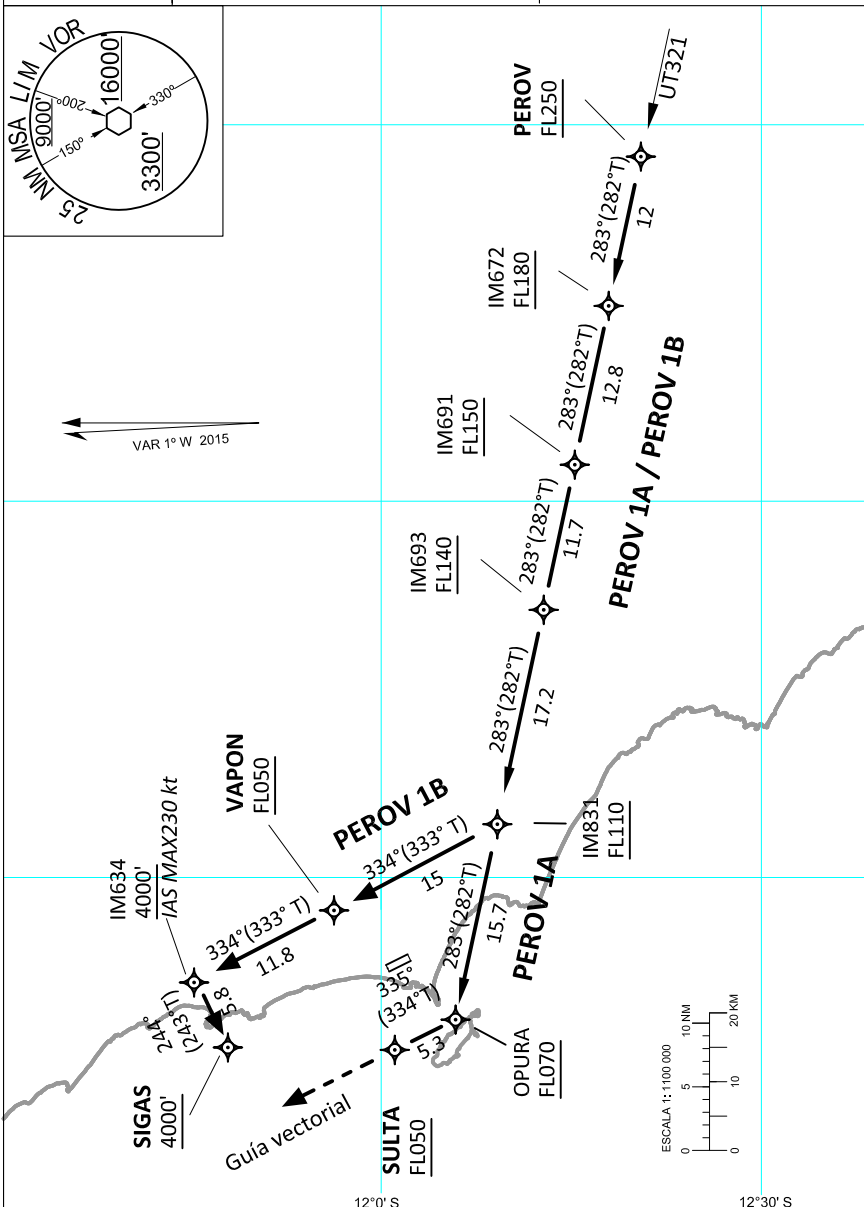 25 NM MSA LIM VOR
16000'
9000'
3300'
200°
150°
330°
VAR 1° W 2015
UT321
PEROV
FL250
283°(282°T)
12
IM672
FL180
283°(282°T)
12.8
IM691
FL150
283°(282°T)
11.7
IM693
FL140
283°(282°T)
17.2
PEROV 1A / PEROV 1B
IM831
FL110
PEROV 1B
334°(333° T)
15
VAPON
FL050
334°(333° T)
11.8
IM634
4000'
IAS MAX230 kt
244°
(243°T)
5.8
SIGAS
4000'
283°(282°T)
15.7
PEROV 1A
OPURA
FL070
335°
(334°T)
5.3
SULTA
FL050
Guía vectorial
ESCALA 1: 1100 000
0 5 10 NM
0 10 20 KM
12°0' S
12°30' S